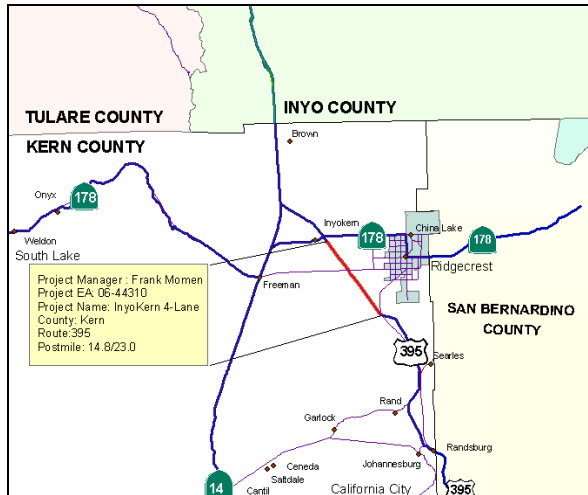 TULARE COUNTY
INYO COUNTY
KERN COUNTY
Brown
Onyx
178
Weldon
South Lake
Inyokern
178
China Lake
178
Ridgecrest
Freeman
Project Manager : Frank Momen
Project EA: 06-44310
Project Name: InyoKern 4-Lane
County: Kern
Route:395
Postmile: 14.8/23.0
SAN BERNARDINO
COUNTY
395
Searles
Rand
Garlock
Randsburg
Johannesburg
Ceneda
Saltdale
Cantil
California City
14
395